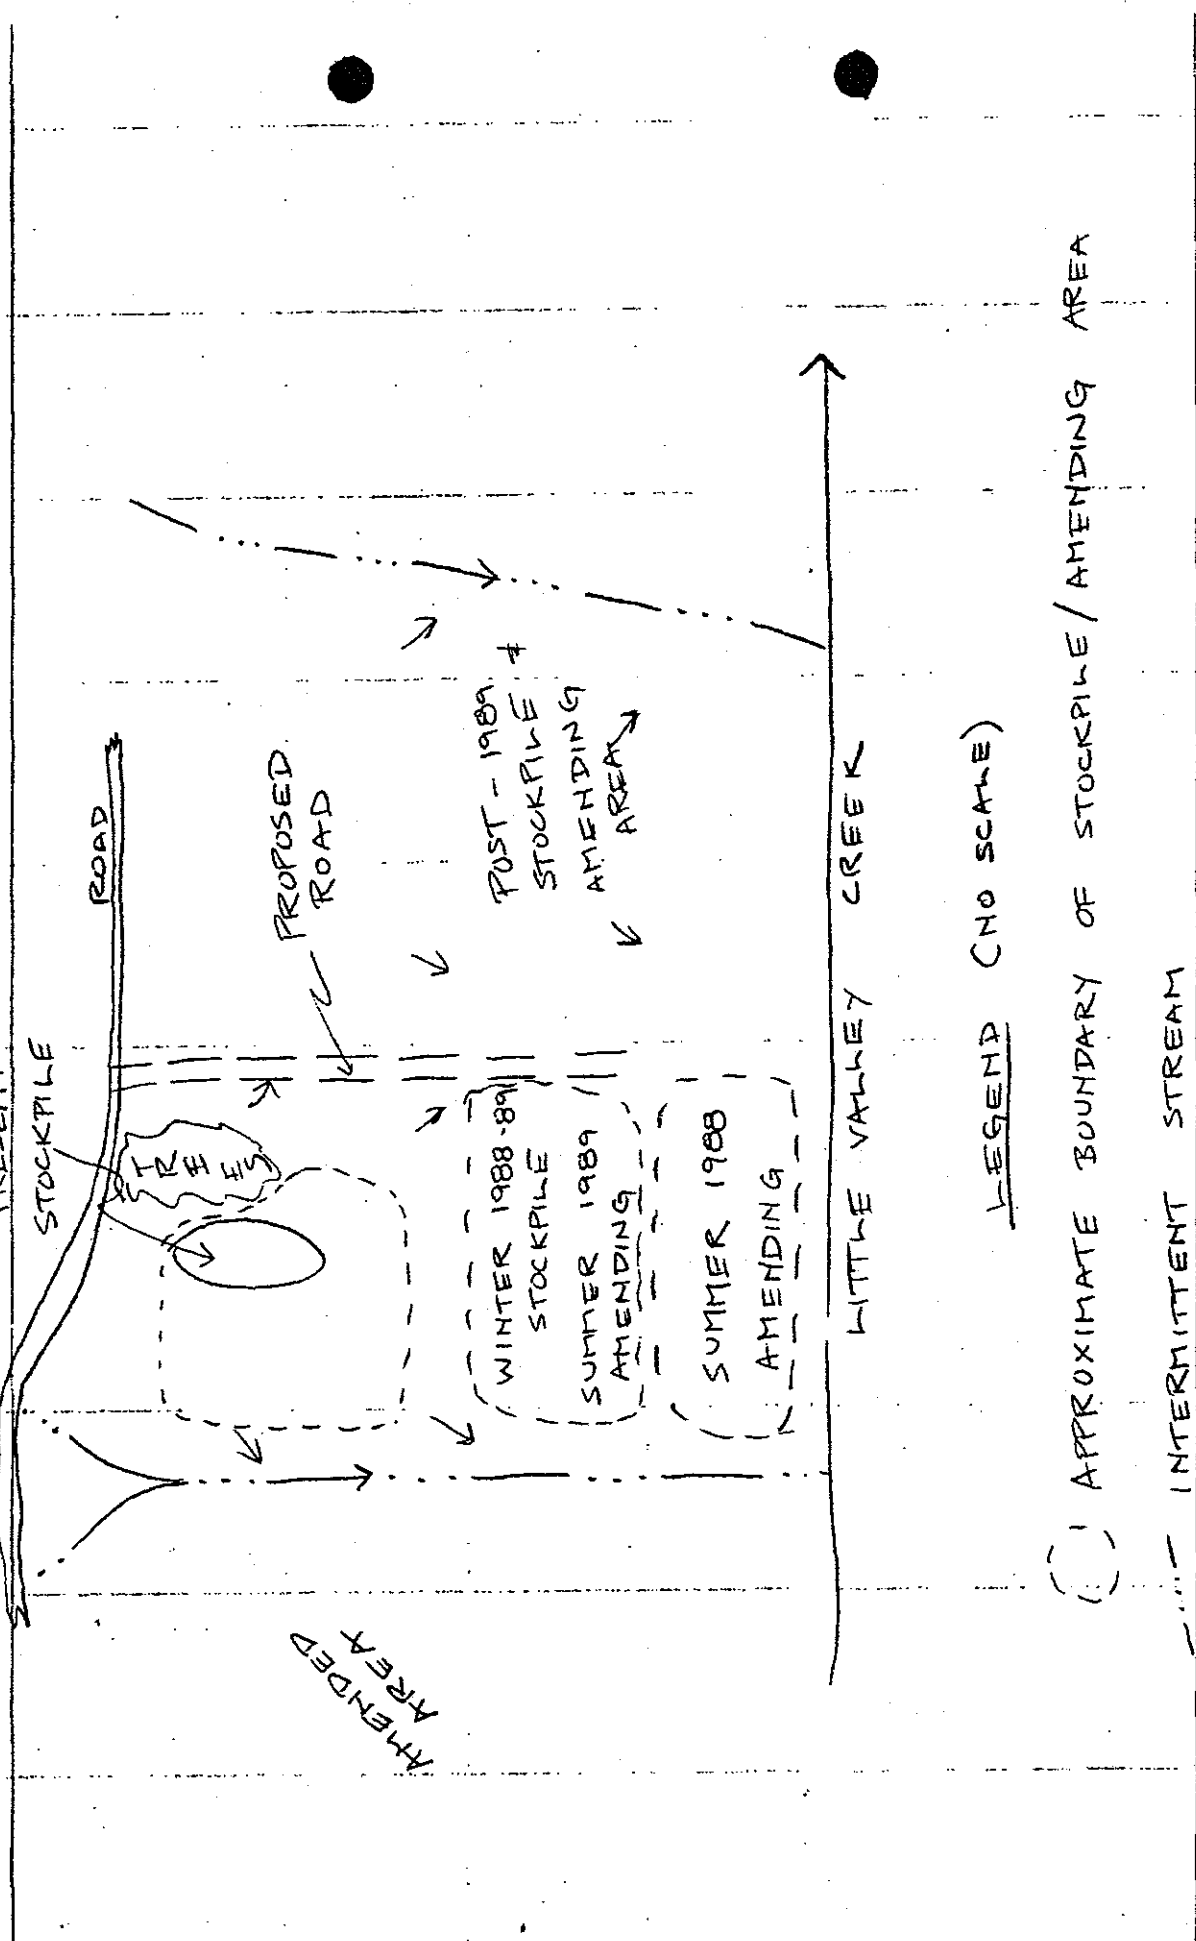 STOCKPILE
ROAD
TREES
PROPOSED
ROAD
POST-1989
STOCKPILE &
AMENDING
AREA
WINTER 1988-89
STOCKPILE
SUMMER 1989
AMENDING
SUMMER 1988
AMENDING
AMENDED
AREA
LITTLE VALLEY CREEK
LEGEND (NO SCALE)
APPROXIMATE BOUNDARY OF STOCKPILE/AMENDING AREA
INTERMITTENT STREAM